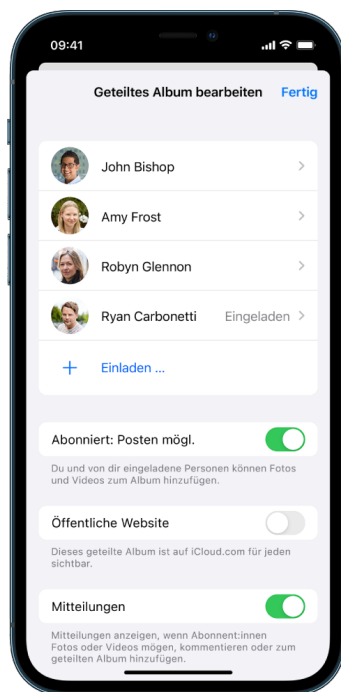 09:41
Geteiltes Album bearbeiten Fertig
John Bishop
Amy Frost
Robyn Glennon
Ryan Carbonetti Eingeladen
Einladen ...
Abonniert: Posten mögl.
Du und von dir eingeladene Personen können Fotos
und Videos zum Album hinzufügen.
Öffentliche Website
Dieses geteilte Album ist auf iCloud.com für jeden
sichtbar.
Mitteilungen
Mitteilungen anzeigen, wenn Abonnent:innen
Fotos oder Videos mögen, kommentieren oder zum
geteilten Album hinzufügen.